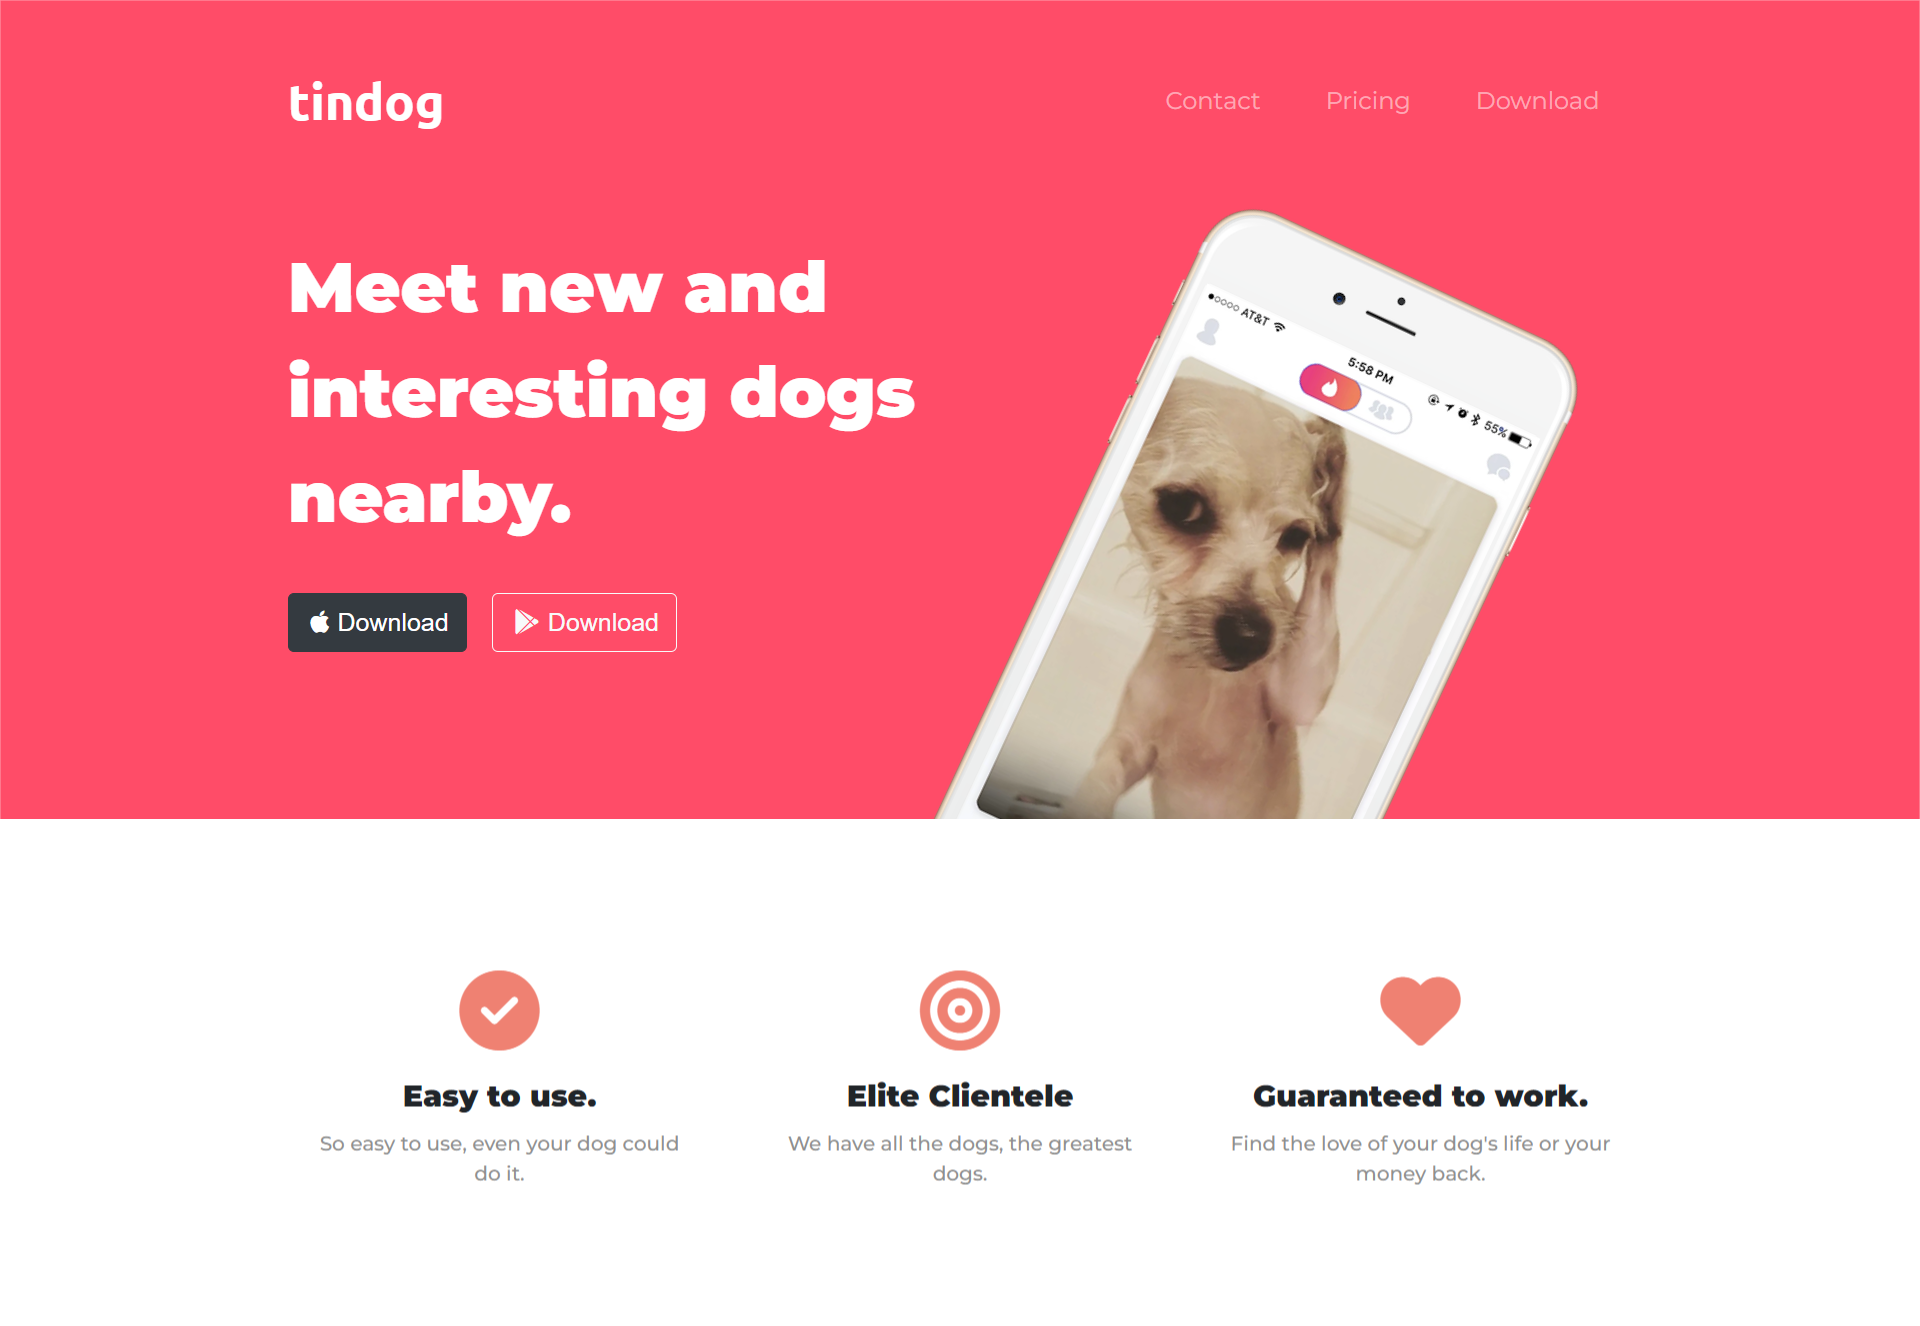 tindog
Contact Pricing Download
Meet new and
interesting dogs
nearby.
Download Download
AT&T
5:58 PM
55%
Easy to use.
So easy to use, even your dog could
do it.
Elite Clientele
We have all the dogs, the greatest
dogs.
Guaranteed to work.
Find the love of your dog's life or your
money back.